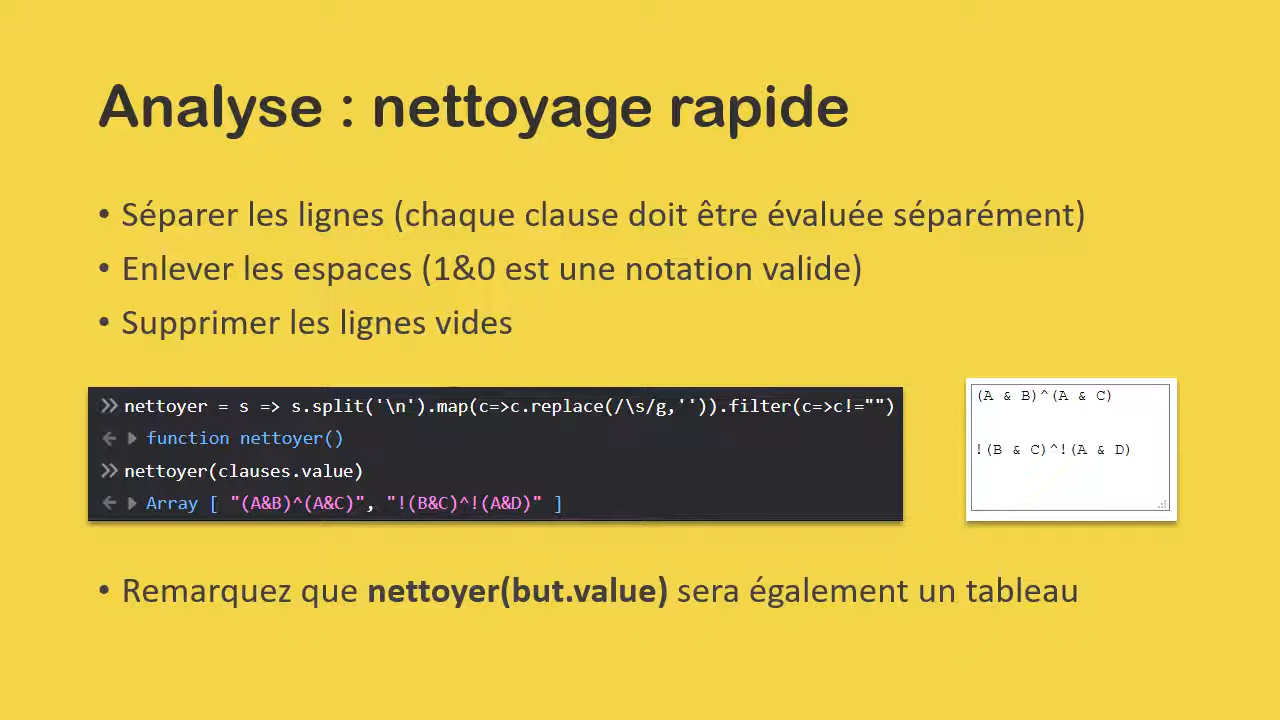 Analyse : nettoyage rapide
• Séparer les lignes (chaque clause doit être évaluée séparément)
• Enlever les espaces (1&0 est une notation valide)
• Supprimer les lignes vides
nettoyer = s => s.split('\n').map(c=>c.replace(/\s/g,'')).filter(c=>c!="")
function nettoyer()
nettoyer(clauses.value)
Array [ "(A&B)^(A&C)", "!(B&C)^!(A&D)" ]
(A & B)^(A & C)
!(B & C)^!(A & D)
• Remarquez que nettoyer(but.value) sera également un tableau